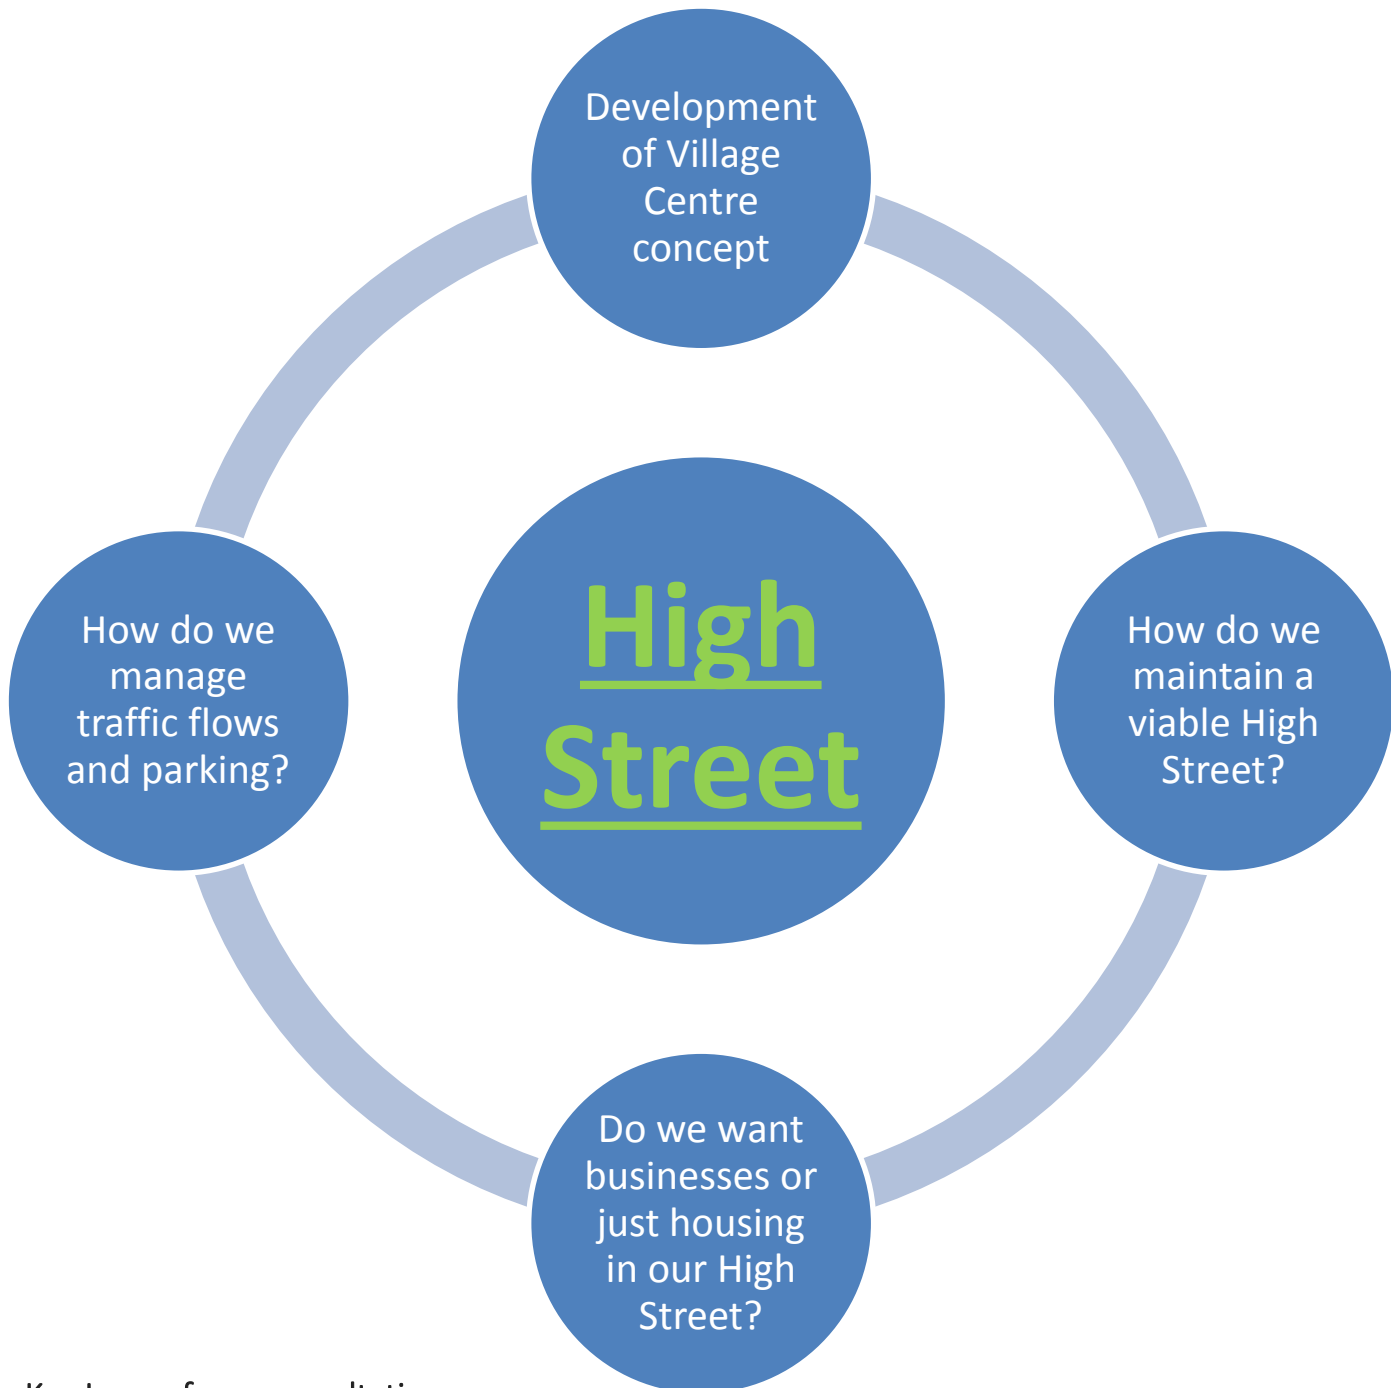 Development
of Village
Centre
concept
How do we
manage
traffic flows
and parking?
High
Street
How do we
maintain a
viable High
Street?
Do we want
businesses or
just housing
in our High
Street?